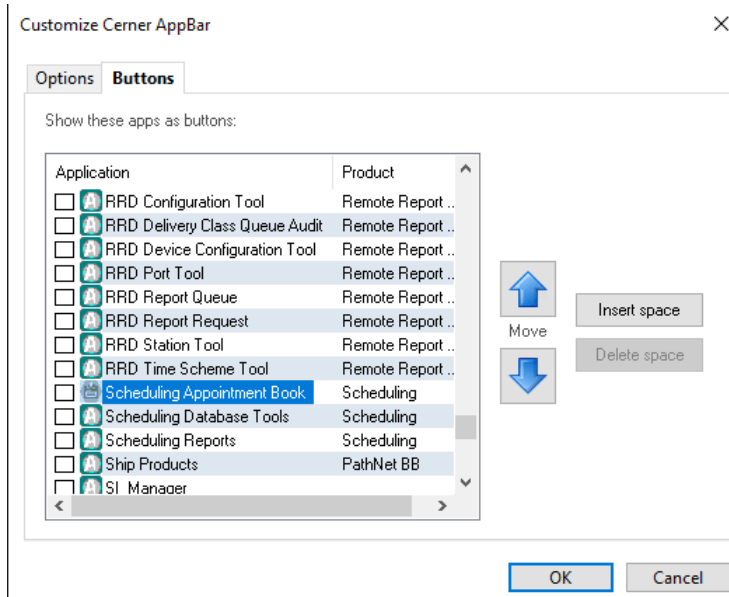 Customize Cerner AppBar
Options Buttons
Show these apps as buttons:
Application Product
RRD Configuration Tool Remote Report ..
RRD Delivery Class Queue Audit Remote Report ..
RRD Device Configuration Tool Remote Report ..
RRD Port Tool Remote Report ..
RRD Report Queue Remote Report ..
RRD Report Request Remote Report ..
RRD Station Tool Remote Report ..
RRD Time Scheme Tool Remote Report ..
Scheduling Appointment Book Scheduling
Scheduling Database Tools Scheduling
Scheduling Reports Scheduling
Ship Products PathNet BB
SI Manager
Move
Insert space
Delete space
OK Cancel